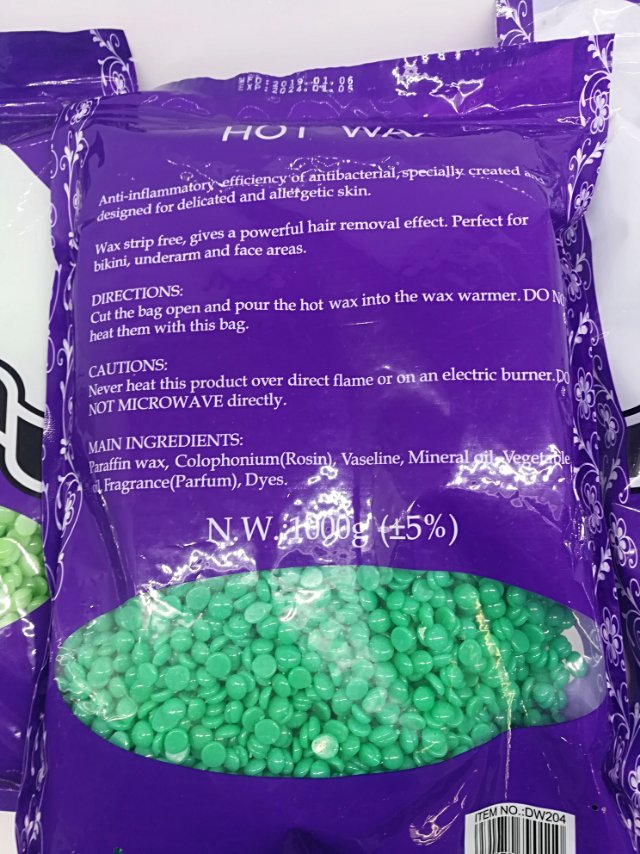 2019.01.06
HOT WA
Anti-inflammatory efficiency of antibacterial, specially created a
designed for delicated and allergetic skin.
Wax strip free, gives a powerful hair removal effect. Perfect for
bikini, underarm and face areas.
DIRECTIONS:
Cut the bag open and pour the hot wax into the wax warmer. DO NO
heat them with this bag.
CAUTIONS:
Never heat this product over direct flame or on an electric burner. DO
NOT MICROWAVE directly.
MAIN INGREDIENTS:
Paraffin wax, Colophonium(Rosin), Vaseline, Mineral oil, Vegetable
oil, Fragrance(Parfum), Dyes.
N.W.:1000g (±5%)
ITEM NO.:DW204